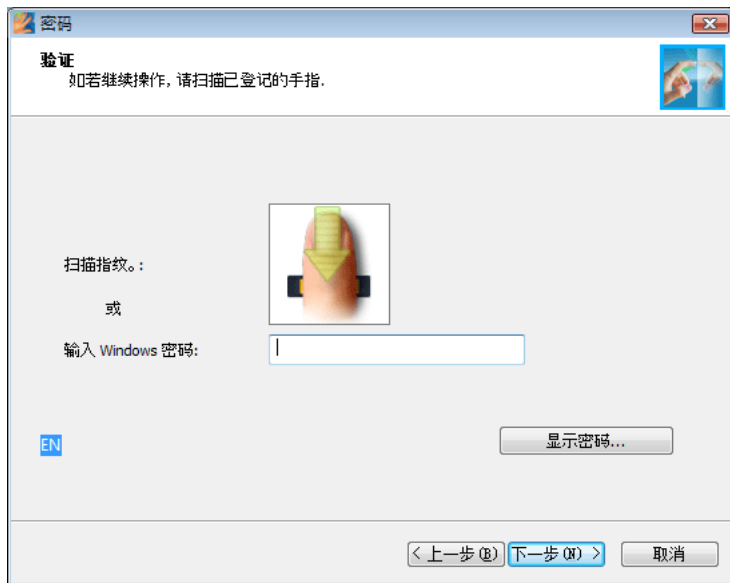 密码
验证
如若继续操作, 请扫描已登记的手指.
扫描指纹。:
或
输入 Windows 密码:
EN
显示密码...
< 上一步(B)
下一步(N) >
取消